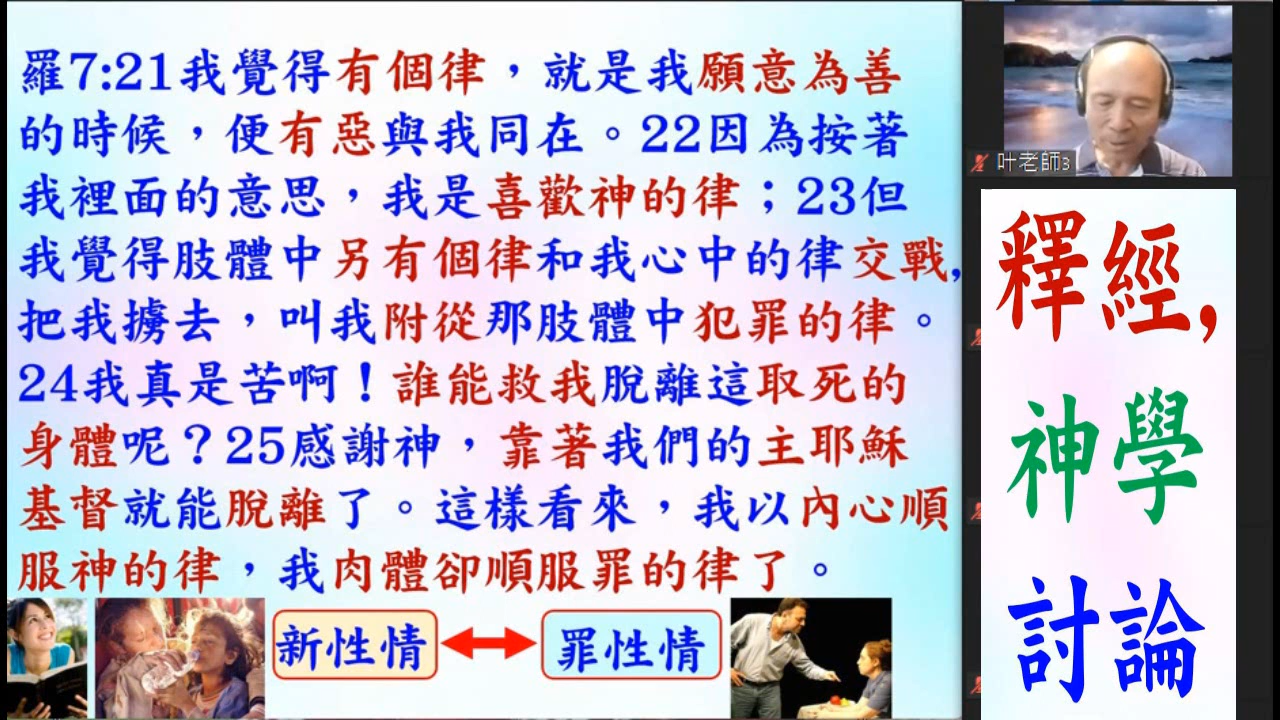 羅7:21我覺得有個律，就是我願意為善
的時候，便有惡與我同在。22因為按著
我裡面的意思，我是喜歡神的律；23但
我覺得肢體中另有個律和我心中的律交戰,
把我擄去，叫我附從那肢體中犯罪的律。
24我真是苦啊！誰能救我脫離這取死的
身體呢？25感謝神，靠著我們的主耶穌
基督就能脫離了。這樣看來，我以內心順
服神的律，我肉體卻順服罪的律了。
新性情
罪性情
叶老師3
釋經,
神學
討論